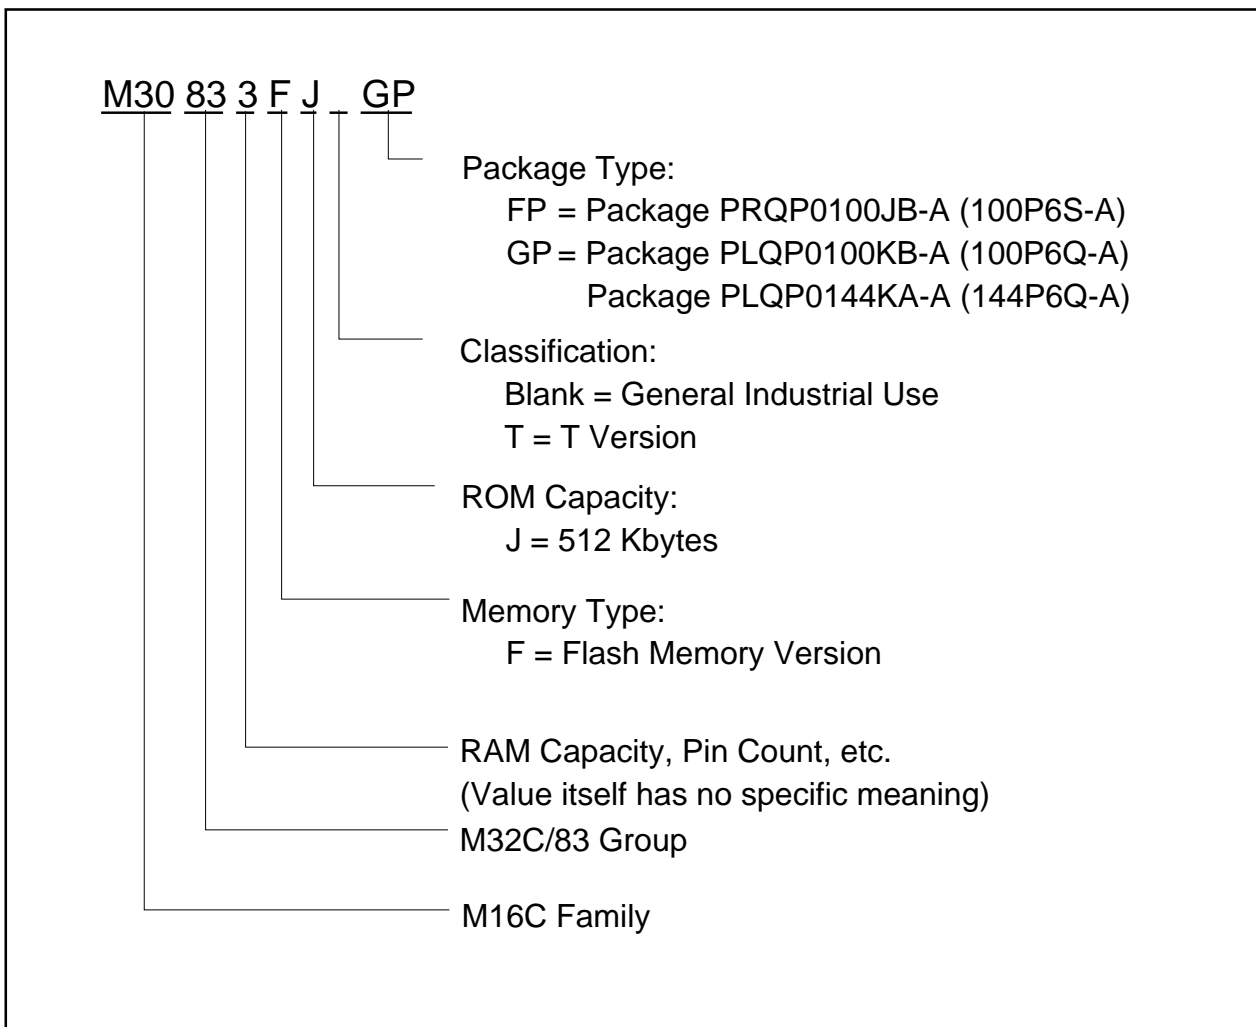 M30 83 3 F J _ GP
Package Type:
FP = Package PRQP0100JB-A (100P6S-A)
GP = Package PLQP0100KB-A (100P6Q-A)
Package PLQP0144KA-A (144P6Q-A)
Classification:
Blank = General Industrial Use
T = T Version
ROM Capacity:
J = 512 Kbytes
Memory Type:
F = Flash Memory Version
RAM Capacity, Pin Count, etc.
(Value itself has no specific meaning)
M32C/83 Group
M16C Family